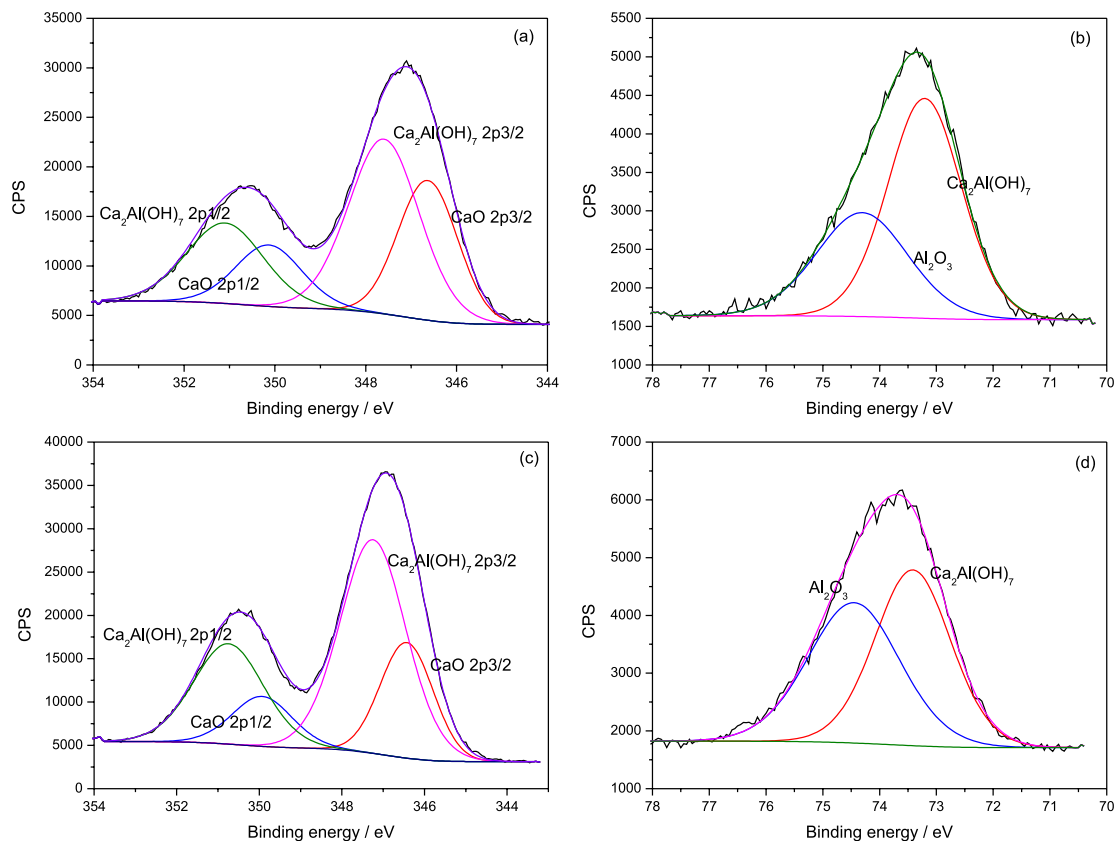 (a)
35000
30000
25000
20000
15000
10000
5000
0
CPS
Ca₂Al(OH)₇ 2p3/2
Ca₂Al(OH)₇ 2p1/2
CaO 2p3/2
CaO 2p1/2
354 352 350 348 346 344
Binding energy / eV
(b)
5500
5000
4500
4000
3500
3000
2500
2000
1500
1000
CPS
Ca₂Al(OH)₇
Al₂O₃
78 77 76 75 74 73 72 71 70
Binding energy / eV
(c)
40000
35000
30000
25000
20000
15000
10000
5000
0
CPS
Ca₂Al(OH)₇ 2p3/2
Ca₂Al(OH)₇ 2p1/2
CaO 2p3/2
CaO 2p1/2
354 352 350 348 346 344
Binding energy / eV
(d)
7000
6000
5000
4000
3000
2000
1000
CPS
Al₂O₃
Ca₂Al(OH)₇
78 77 76 75 74 73 72 71 70
Binding energy / eV